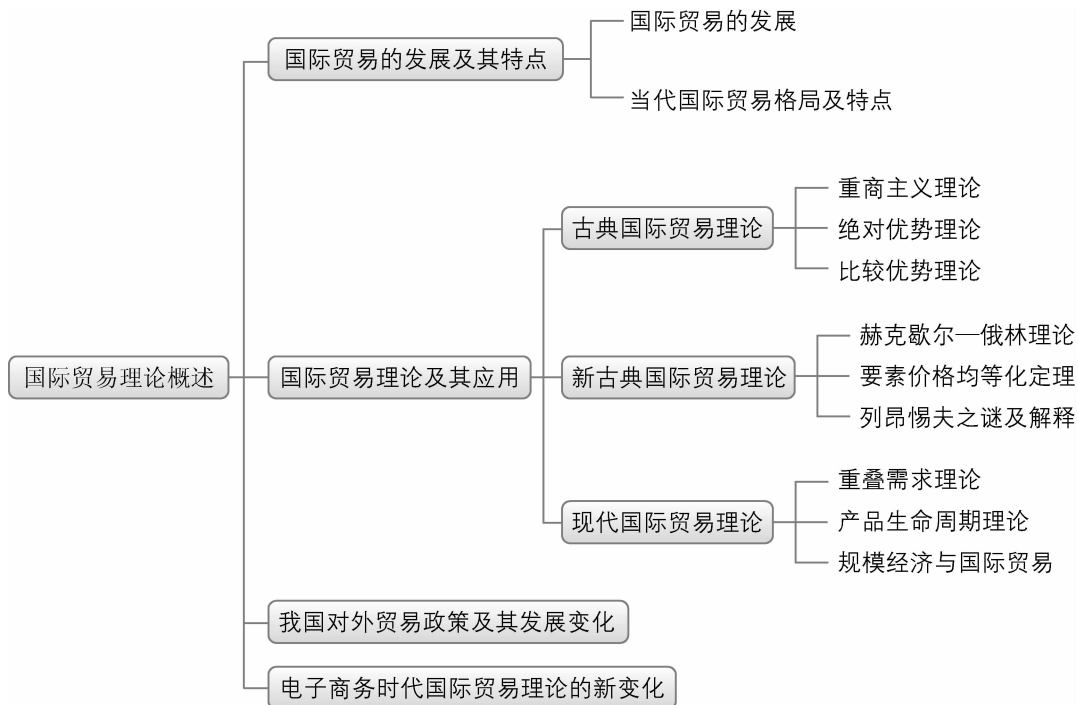 国际贸易理论概述
国际贸易的发展及其特点
国际贸易的发展
当代国际贸易格局及特点
国际贸易理论及其应用
古典国际贸易理论
重商主义理论
绝对优势理论
比较优势理论
新古典国际贸易理论
赫克歇尔—俄林理论
要素价格均等化定理
列昂惕夫之谜及解释
现代国际贸易理论
重叠需求理论
产品生命周期理论
规模经济与国际贸易
我国对外贸易政策及其发展变化
电子商务时代国际贸易理论的新变化